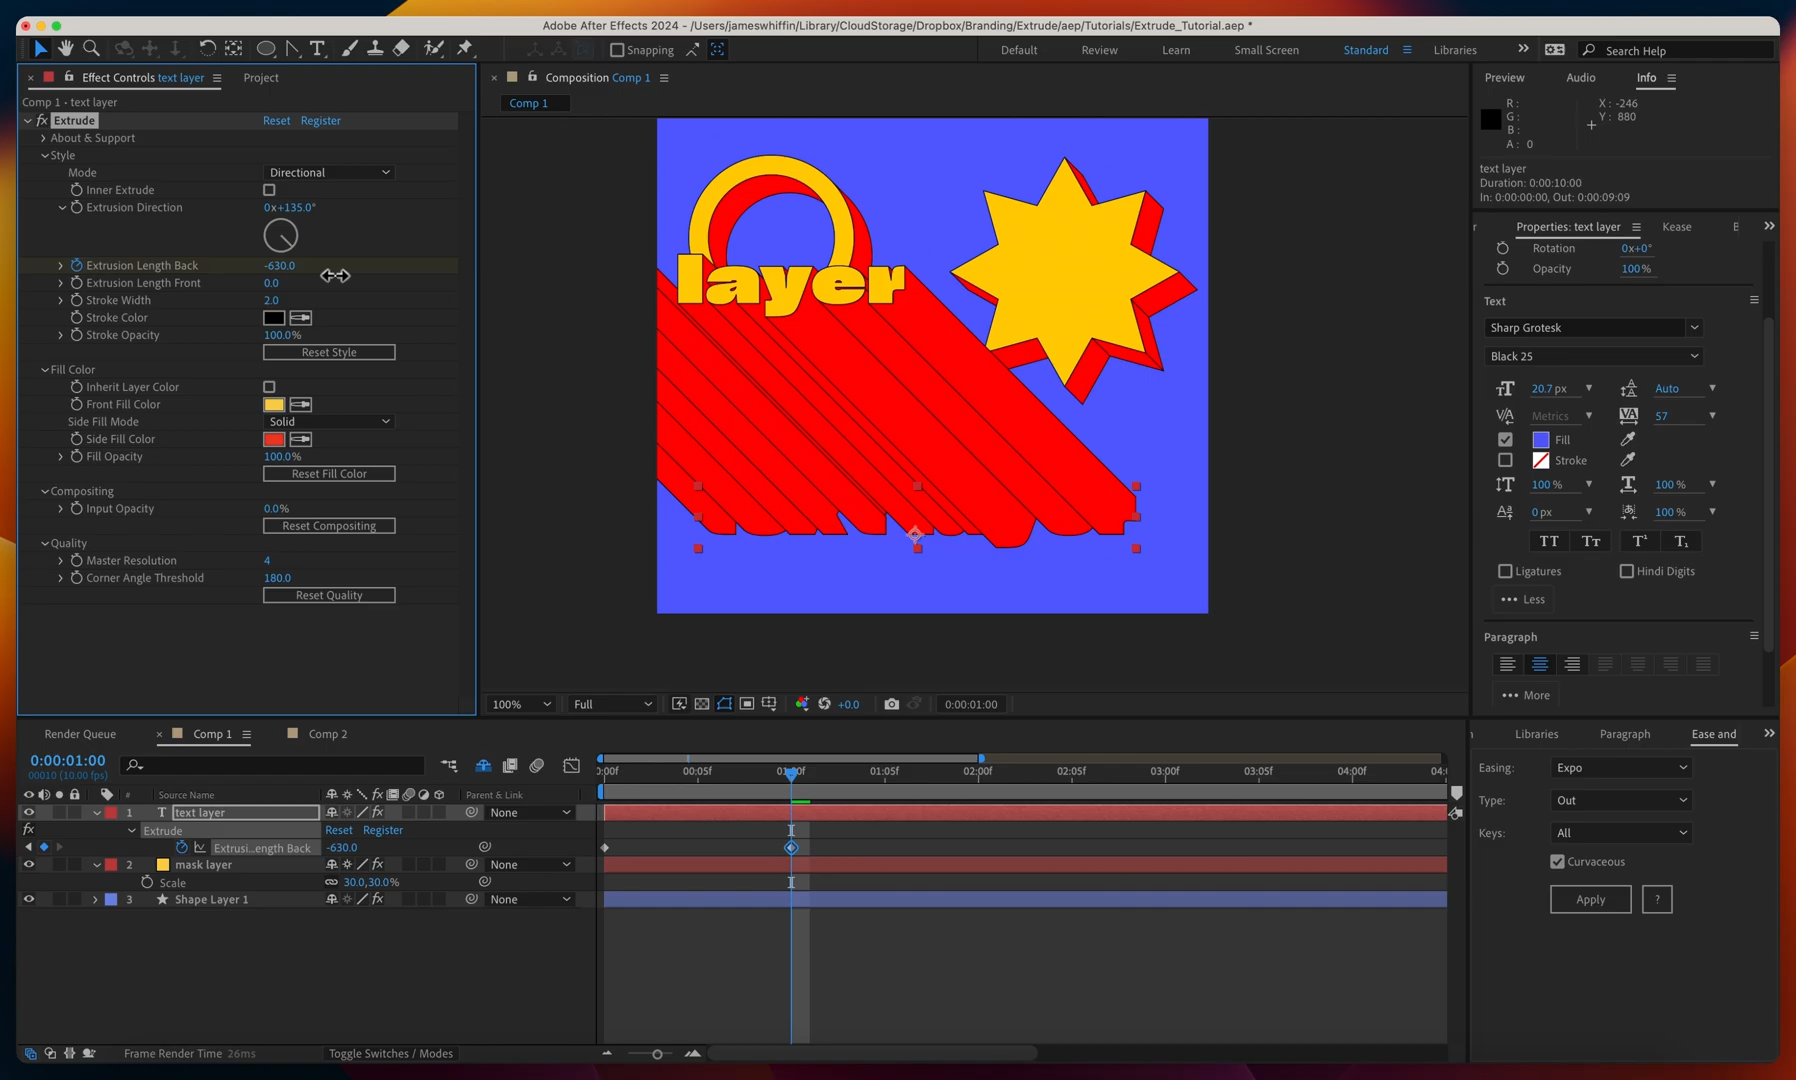 Adobe After Effects 2024 - /Users/jameswhiffin/Library/CloudStorage/Dropbox/Branding/Extrude/aep/Tutorials/Extrude_Tutorial.aep *
Snapping
Default
Review
Learn
Small Screen
Standard
Libraries
Search Help
Effect Controls text layer
Project
Comp 1 • text layer
fx Extrude
Reset
Register
About & Support
Style
Mode
Directional
Inner Extrude
Extrusion Direction
0x+135.0°
Extrusion Length Back
-630.0
Extrusion Length Front
0.0
Stroke Width
2.0
Stroke Color
Stroke Opacity
100.0%
Reset Style
Fill Color
Inherit Layer Color
Front Fill Color
Side Fill Mode
Solid
Side Fill Color
Fill Opacity
100.0%
Reset Fill Color
Compositing
Input Opacity
0.0%
Reset Compositing
Quality
Master Resolution
4
Corner Angle Threshold
180.0
Reset Quality
Composition Comp 1
Comp 1
layer
100%
Full
+0.0
0:00:01:00
Preview
Audio
Info
R :
G :
B :
A : 0
X : -246
Y : 880
text layer
Duration: 0:00:10:00
In: 0:00:00:00, Out: 0:00:09:09
Properties: text layer
Kease
E
Rotation
0x+0°
Opacity
100%
Text
Sharp Grotesk
Black 25
20.7 px
Auto
Metrics
57
Fill
Stroke
100 %
100 %
0 px
100 %
Ligatures
Hindi Digits
Less
Paragraph
More
Render Queue
Comp 1
Comp 2
0:00:01:00
00010 (10.00 fps)
#
Source Name
Parent & Link
:00f
00:05f
01:00f
01:05f
02:00f
02:05f
03:00f
03:05f
04:00f
1
T text layer
None
fx
Extrude
Reset
Register
Extrusi...ength Back
-630.0
2
mask layer
None
Scale
30.0,30.0%
3
Shape Layer 1
None
Frame Render Time 26ms
Toggle Switches / Modes
Libraries
Paragraph
Ease and
Easing:
Expo
Type:
Out
Keys:
All
Curvaceous
Apply
?